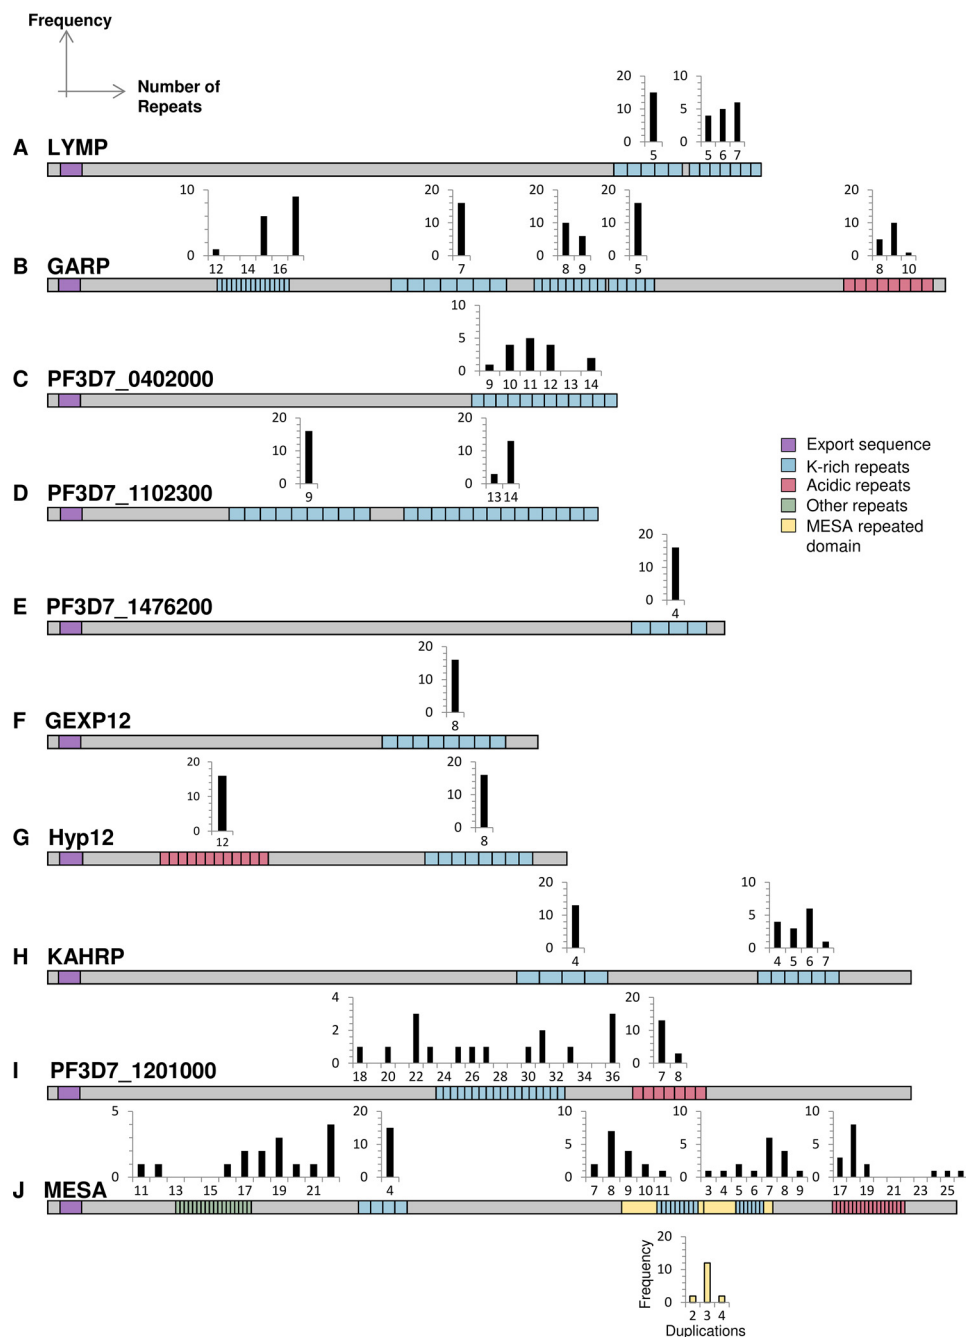 Frequency
Number of
Repeats
20
10
0
5
10
5
0
5 6 7
A LYMP
10
0
12 14 16
20
10
0
7
20
10
0
8 9
20
10
0
5
20
10
0
8 10
B GARP
10
5
0
9 10 11 12 13 14
C PF3D7_0402000
20
10
0
9
20
10
0
13 14
D PF3D7_1102300
Export sequence
K-rich repeats
Acidic repeats
Other repeats
MESA repeated
domain
20
10
0
4
E PF3D7_1476200
20
10
0
8
F GEXP12
20
10
0
12
20
10
0
8
G Hyp12
20
10
0
4
10
5
0
4 5 6 7
H KAHRP
4
2
0
18 20 22 24 26 28 30 32 34 36
20
10
0
7 8
I PF3D7_1201000
5
0
11 13 15 17 19 21
20
10
0
4
10
5
0
7 8 9 10 11
10
5
0
3 4 5 6 7 8 9
10
5
0
17 19 21 23 25
J MESA
Frequency
20
10
0
2 3 4
Duplications